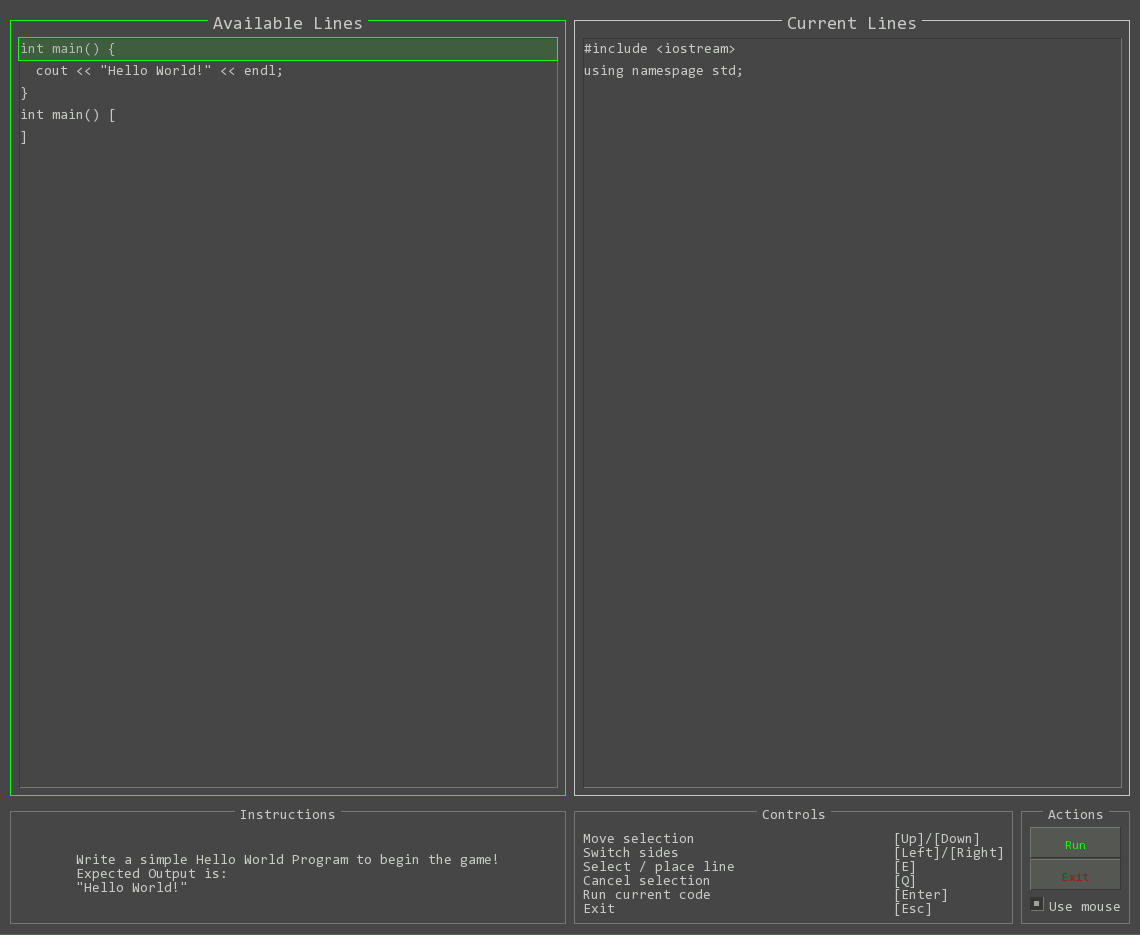 Available Lines
int main() {
  cout << "Hello World!" << endl;
}
int main() [
]
Current Lines
#include <iostream>
using namespage std;
Instructions
Write a simple Hello World Program to begin the game!
Expected Output is:
"Hello World!"
Controls
Move selection [Up]/[Down]
Switch sides [Left]/[Right]
Select / place line [E]
Cancel selection [Q]
Run current code [Enter]
Exit [Esc]
Actions
Run
Exit
Use mouse